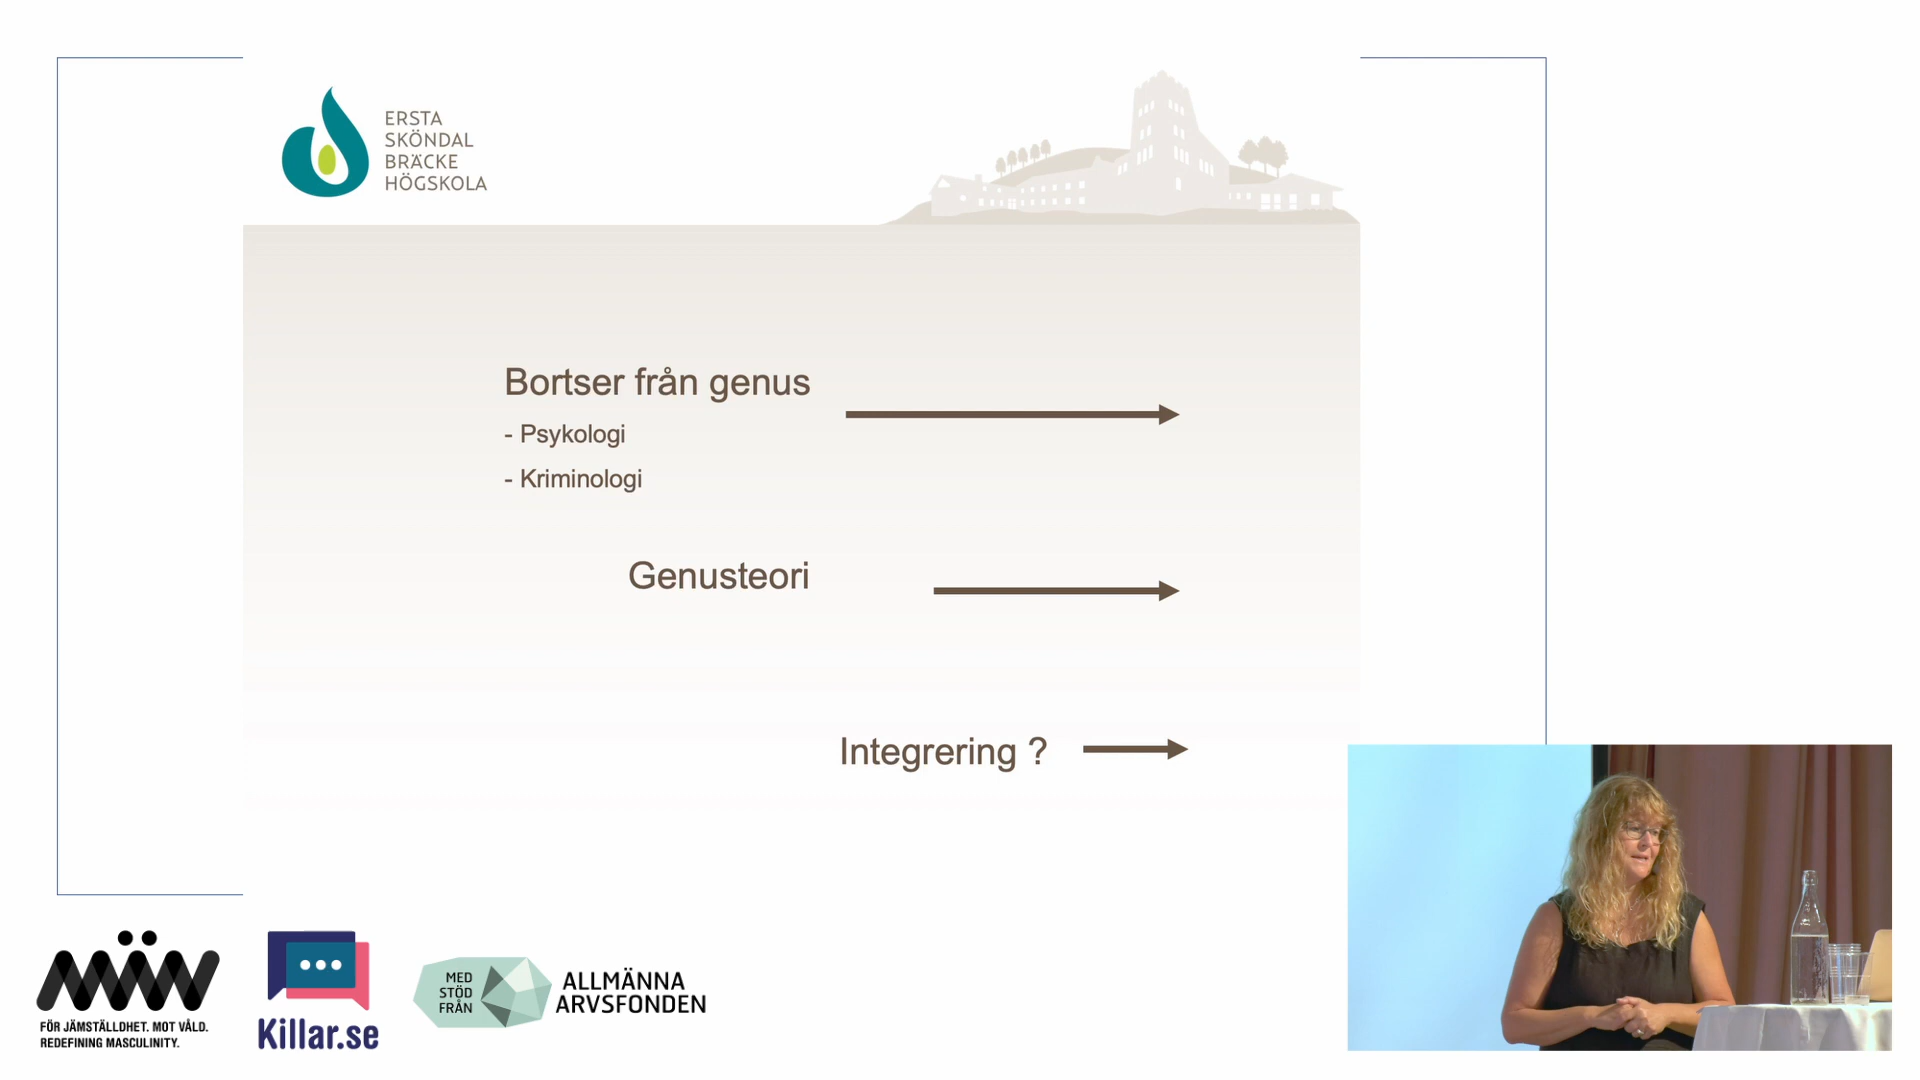 ERSTA
SKÖNDAL
BRÄCKE
HÖGSKOLA
Bortser från genus
- Psykologi
- Kriminologi
Genusteori
Integrering ?
MÄN
FÖR JÄMSTÄLLDHET. MOT VÅLD.
REDEFINING MASCULINITY.
Killar.se
MED
STÖD
FRÅN
ALLMÄNNA
ARVSFONDEN